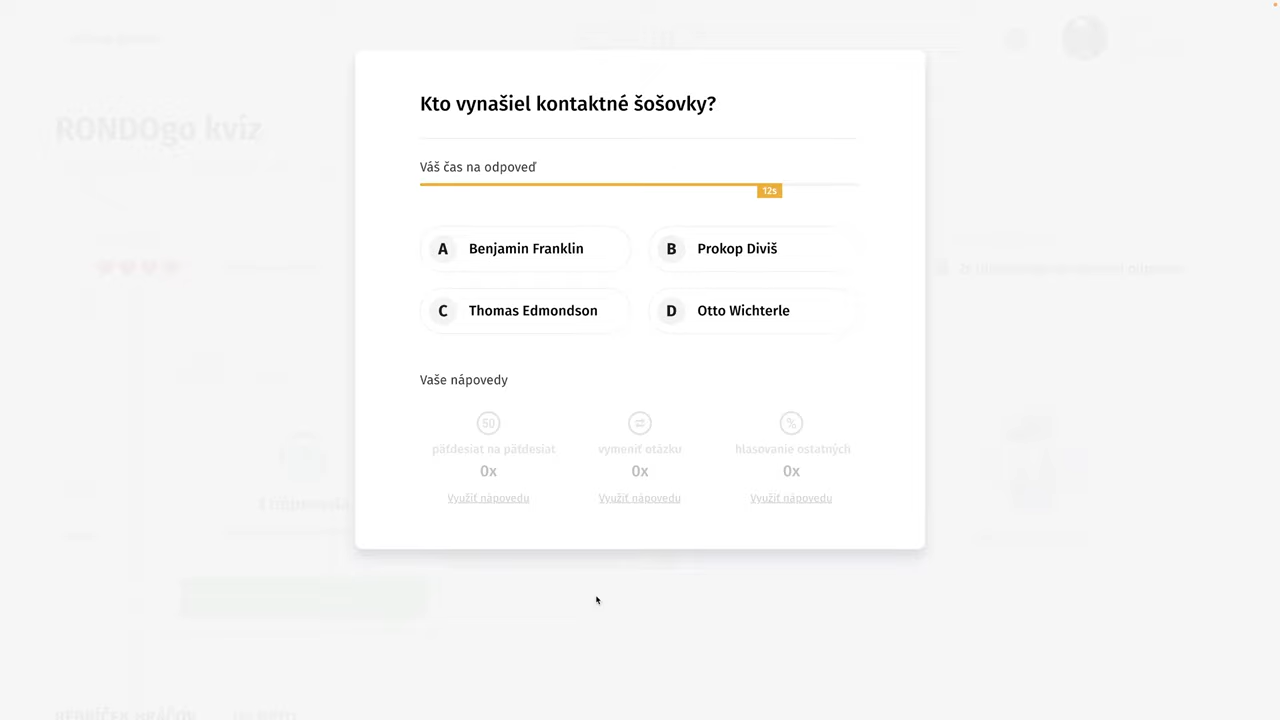 RONDOgo kvíz
Kto vynašiel kontaktné šošovky?
Váš čas na odpoveď
12s
A Benjamin Franklin
B Prokop Diviš
C Thomas Edmondson
D Otto Wichterle
Vaše nápovedy
50 % 
päťdesiat na päťdesiat vymeniť otázku hlasovanie ostatných
0x 0x 0x
Využiť nápovedu Využiť nápovedu Využiť nápovedu
REBRÍČEK HRÁČOV